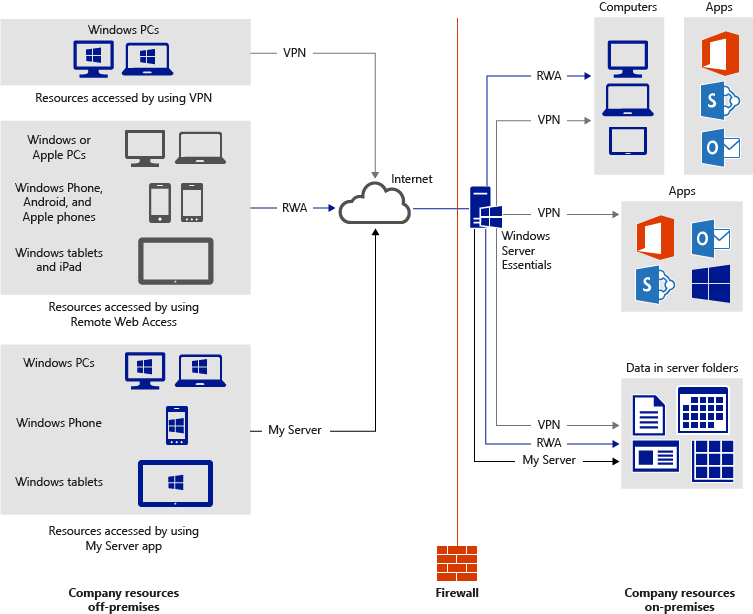 Windows PCs
VPN
Resources accessed by using VPN
Windows or
Apple PCs
Windows Phone,
Android, and
Apple phones
Windows tablets
and iPad
RWA
Resources accessed by using
Remote Web Access
Windows PCs
Windows Phone
Windows tablets
My Server
Resources accessed by using
My Server app
Company resources
off-premises
Internet
Firewall
Windows
Server
Essentials
Computers
Apps
RWA
VPN
S
O
Apps
VPN
O
S
Data in server folders
VPN
RWA
My Server
Company resources
on-premises